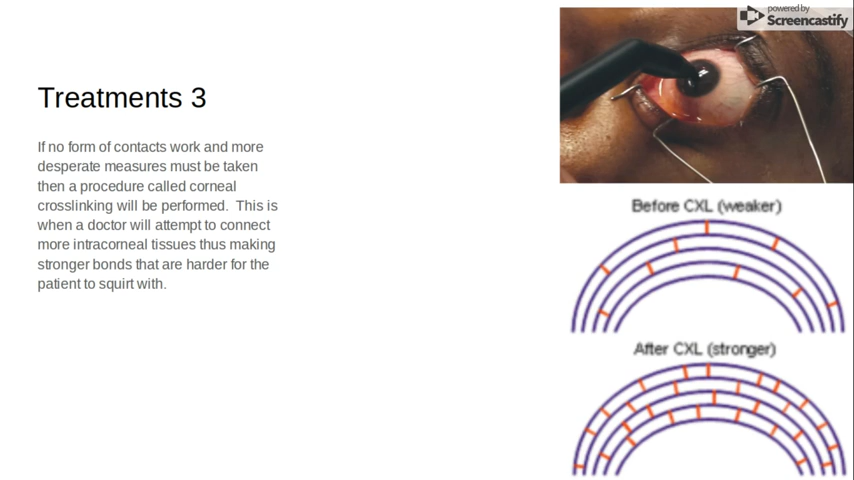 powered by
Screencastify
Treatments 3
If no form of contacts work and more
desperate measures must be taken
then a procedure called corneal
crosslinking will be performed.  This is
when a doctor will attempt to connect
more intracorneal tissues thus making
stronger bonds that are harder for the
patient to squirt with.
Before CXL (weaker)
After CXL (stronger)